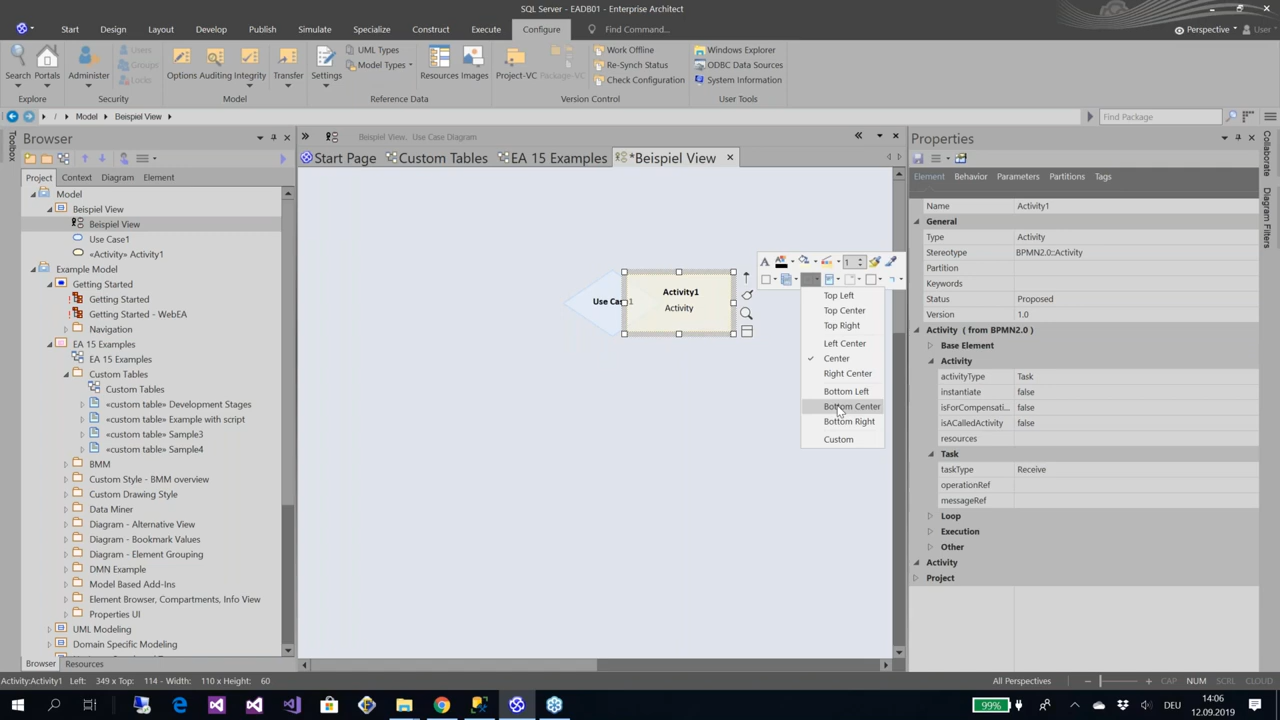 SQL Server - EADB01 - Enterprise Architect
Start Design Layout Develop Publish Simulate Specialize Construct Execute Configure Find Command... Perspective User
Search Portals Administer Users Groups Locks Options Auditing Integrity Transfer Settings UML Types Model Types Resources Images Project-VC Package-VC Work Offline Re-Synch Status Check Configuration Windows Explorer ODBC Data Sources System Information
Explore Security Model Reference Data Version Control User Tools
Model Beispiel View Find Package
Toolbox
Browser
Project Context Diagram Element
Model
Beispiel View
Beispiel View
Use Case1
«Activity» Activity1
Example Model
Getting Started
Getting Started
Getting Started - WebEA
Navigation
EA 15 Examples
EA 15 Examples
Custom Tables
Custom Tables
«custom table» Development Stages
«custom table» Example with script
«custom table» Sample3
«custom table» Sample4
BMM
Custom Style - BMM overview
Custom Drawing Style
Data Miner
Diagram - Alternative View
Diagram - Bookmark Values
Diagram - Element Grouping
DMN Example
Model Based Add-Ins
Element Browser, Compartments, Info View
Properties UI
UML Modeling
Domain Specific Modeling
Browser Resources
Beispiel View. Use Case Diagram
Start Page Custom Tables EA 15 Examples *Beispiel View
Use Cas 1
Activity1
Activity
A
1
Top Left
Top Center
Top Right
Left Center
Center
Right Center
Bottom Left
Bottom Center
Bottom Right
Custom
Properties
Element Behavior Parameters Partitions Tags
Name Activity1
General
Type Activity
Stereotype BPMN2.0::Activity
Partition
Keywords
Status Proposed
Version 1.0
Activity ( from BPMN2.0 )
Base Element
Activity
activityType Task
instantiate false
isForCompensati... false
isACalledActivity false
resources
Task
taskType Receive
operationRef
messageRef
Loop
Execution
Other
Activity
Project
Collaborate
Diagram Filters
Activity:Activity1 Left: 349 x Top: 114 - Width: 110 x Height: 60 All Perspectives CAP NUM SCRL CLOUD
99% DEU 14:06
12.09.2019